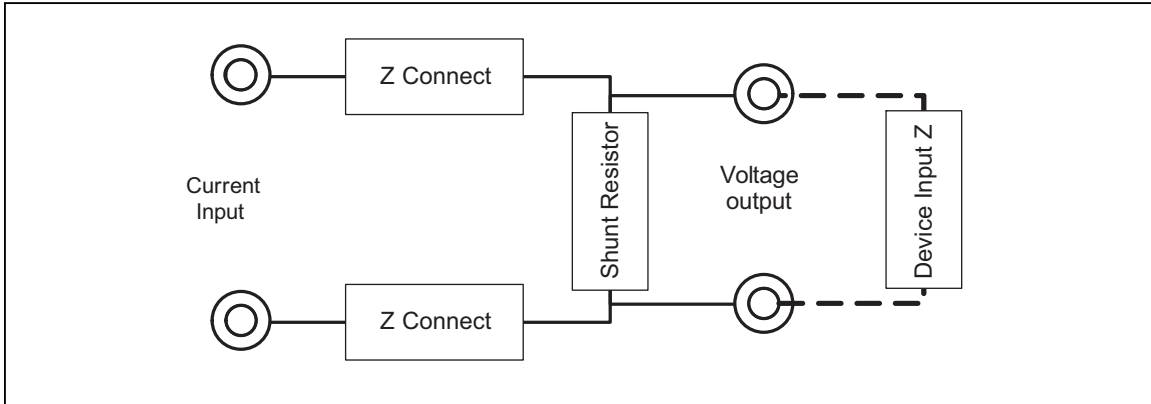 Z Connect
Current
Input
Z Connect
Shunt Resistor
Voltage
output
Device Input Z